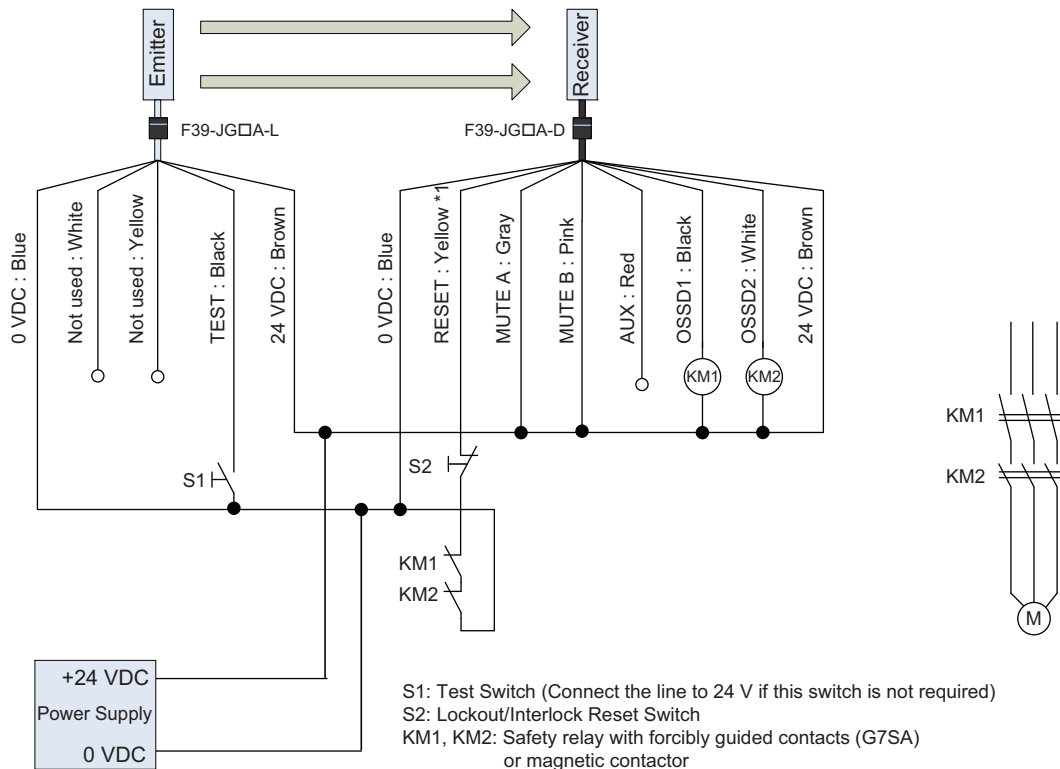 Emitter
Receiver
F39-JG□A-L
F39-JG□A-D
0 VDC : Blue
Not used : White
Not used : Yellow
TEST : Black
24 VDC : Brown
0 VDC : Blue
RESET : Yellow *1
MUTE A : Gray
MUTE B : Pink
AUX : Red
OSSD1 : Black
OSSD2 : White
24 VDC : Brown
KM1
KM2
KM1
KM2
S1
S2
KM1
KM2
M
+24 VDC
Power Supply
0 VDC
S1: Test Switch (Connect the line to 24 V if this switch is not required)
S2: Lockout/Interlock Reset Switch
KM1, KM2: Safety relay with forcibly guided contacts (G7SA)
or magnetic contactor